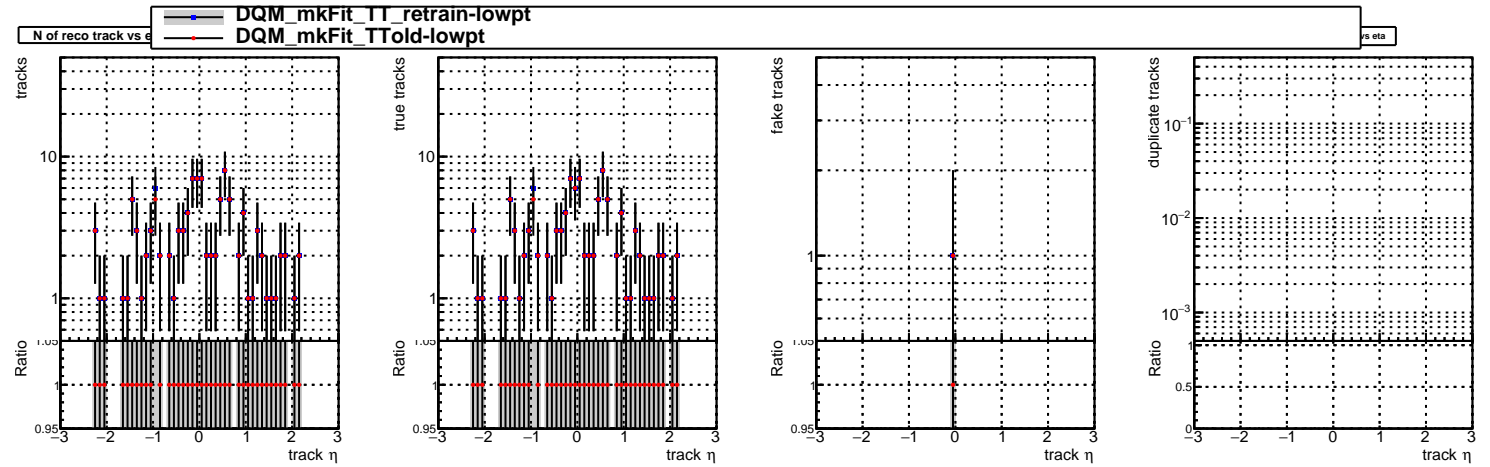 DQM_mkFit_TT_retrain-lowpt
DQM_mkFit_TTold-lowpt
N of reco track vs e
vs eta
tracks
10
1
Ratio
1.05
1
0.95
−3 −2 −1 0 1 2 3
track η
true tracks
10
1
Ratio
1.05
1
0.95
−3 −2 −1 0 1 2 3
track η
fake tracks
1
Ratio
1
0.95
−3 −2 −1 0 1 2 3
track η
duplicate tracks
10−1
10−2
10−3
Ratio
1
0.5
0
−3 −2 −1 0 1 2 3
track η